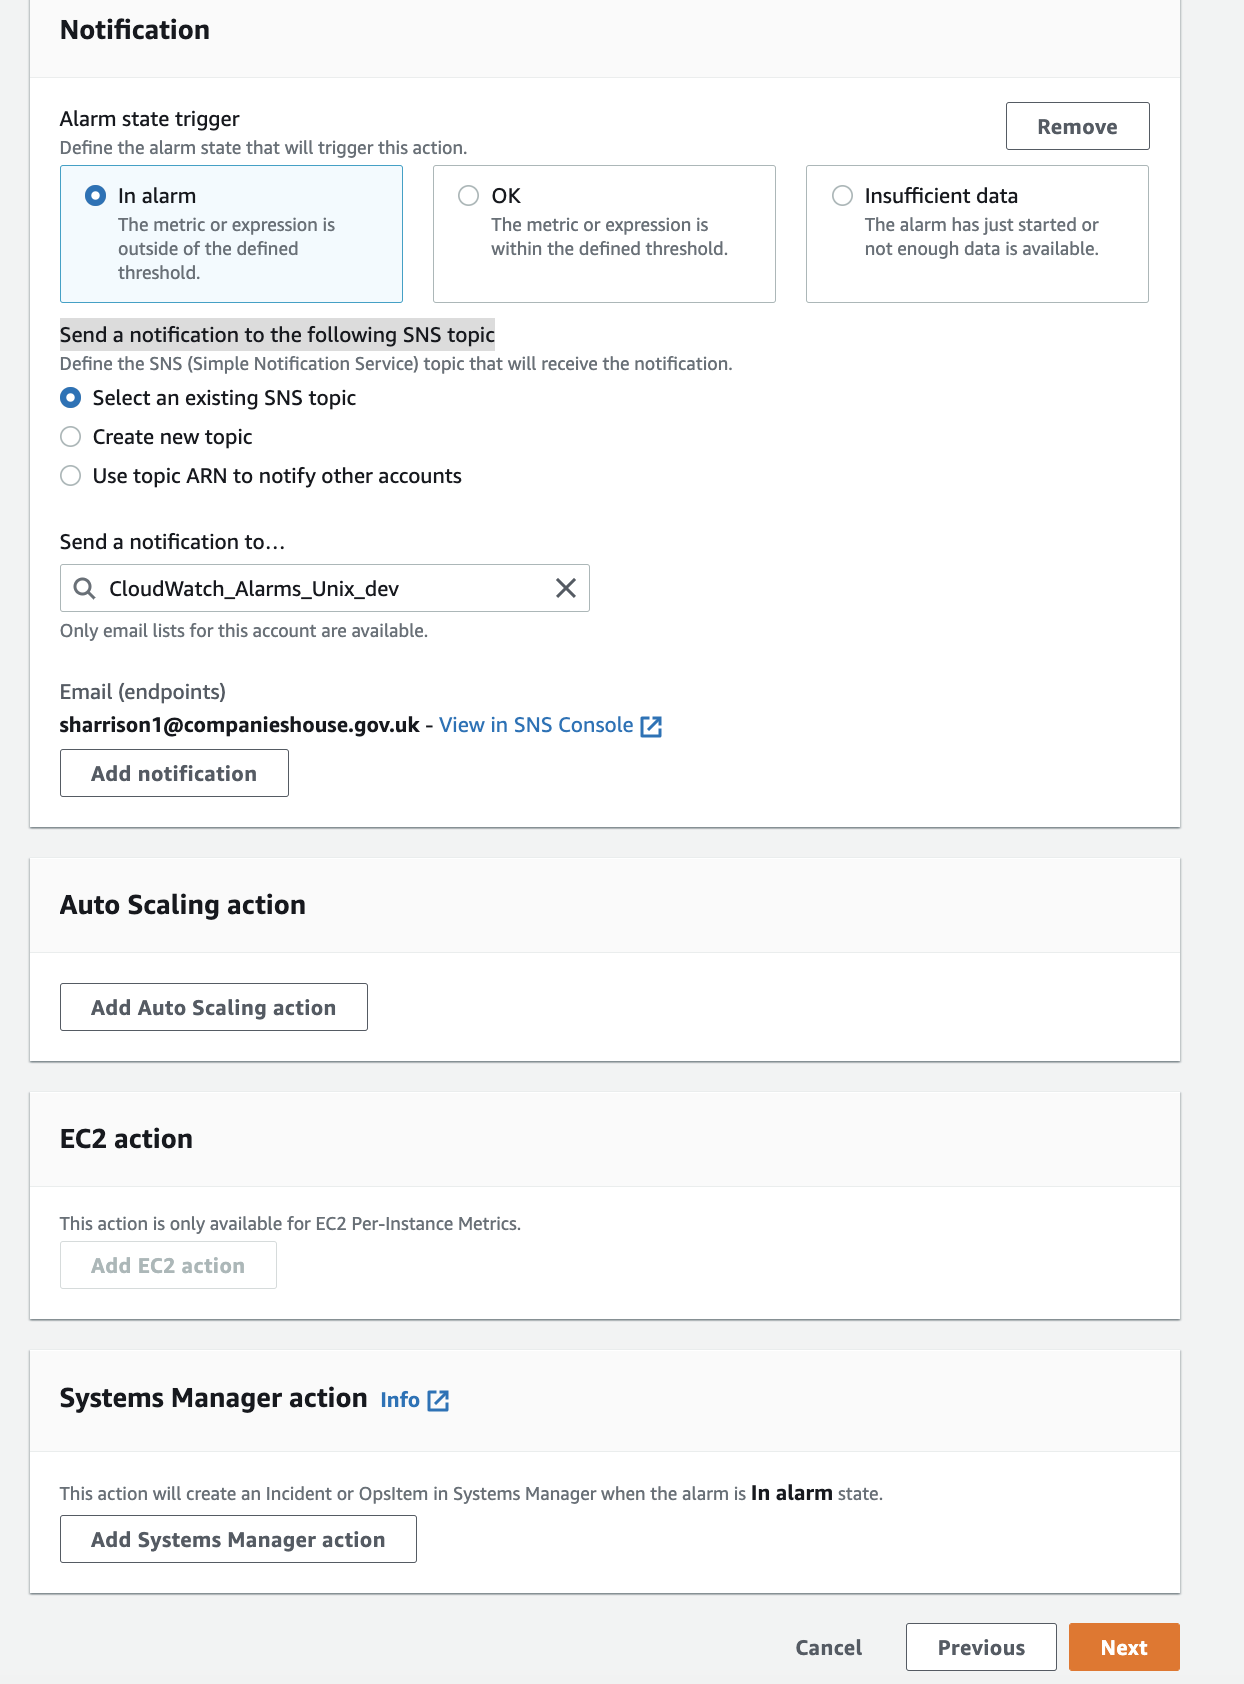 Notification
Alarm state trigger
Define the alarm state that will trigger this action.
Remove
In alarm
The metric or expression is
outside of the defined
threshold.
OK
The metric or expression is
within the defined threshold.
Insufficient data
The alarm has just started or
not enough data is available.
Send a notification to the following SNS topic
Define the SNS (Simple Notification Service) topic that will receive the notification.
Select an existing SNS topic
Create new topic
Use topic ARN to notify other accounts
Send a notification to…
CloudWatch_Alarms_Unix_dev
Only email lists for this account are available.
Email (endpoints)
sharrison1@companieshouse.gov.uk - View in SNS Console
Add notification
Auto Scaling action
Add Auto Scaling action
EC2 action
This action is only available for EC2 Per-Instance Metrics.
Add EC2 action
Systems Manager action Info
This action will create an Incident or OpsItem in Systems Manager when the alarm is In alarm state.
Add Systems Manager action
Cancel
Previous
Next